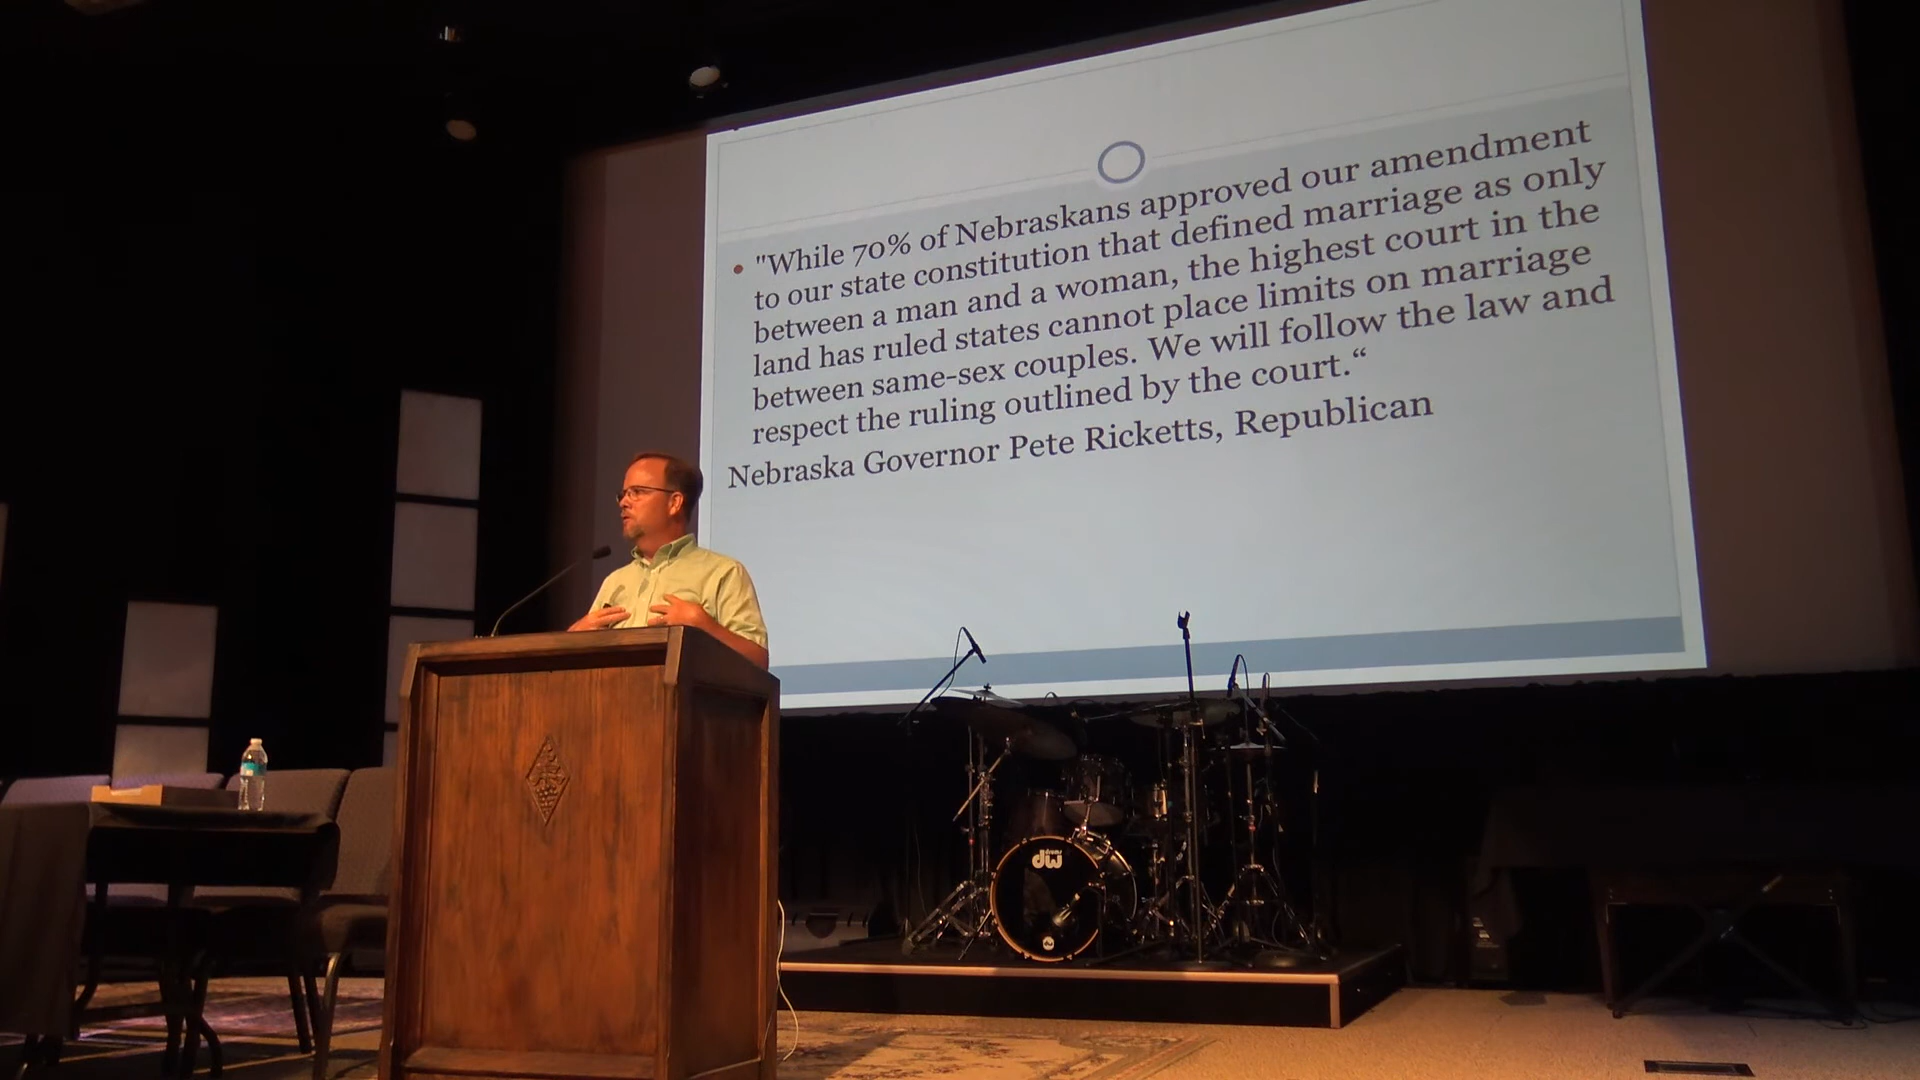 "While 70% of Nebraskans approved our amendment
to our state constitution that defined marriage as only
between a man and a woman, the highest court in the
land has ruled states cannot place limits on marriage
between same-sex couples. We will follow the law and
respect the ruling outlined by the court.“
Nebraska Governor Pete Ricketts, Republican
drums
dw
dw